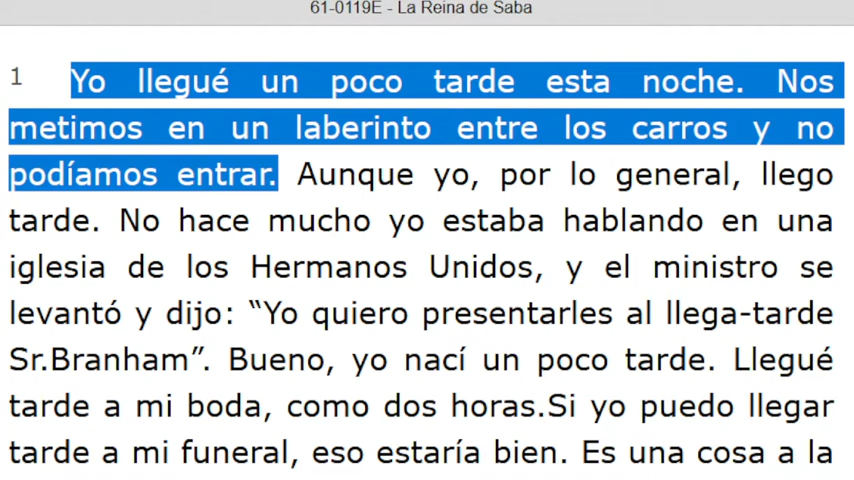 61-0119E - La Reina de Saba
1 Yo llegué un poco tarde esta noche. Nos
metimos en un laberinto entre los carros y no
podíamos entrar. Aunque yo, por lo general, llego
tarde. No hace mucho yo estaba hablando en una
iglesia de los Hermanos Unidos, y el ministro se
levantó y dijo: “Yo quiero presentarles al llega-tarde
Sr.Branham”. Bueno, yo nací un poco tarde. Llegué
tarde a mi boda, como dos horas.Si yo puedo llegar
tarde a mi funeral, eso estaría bien. Es una cosa a la